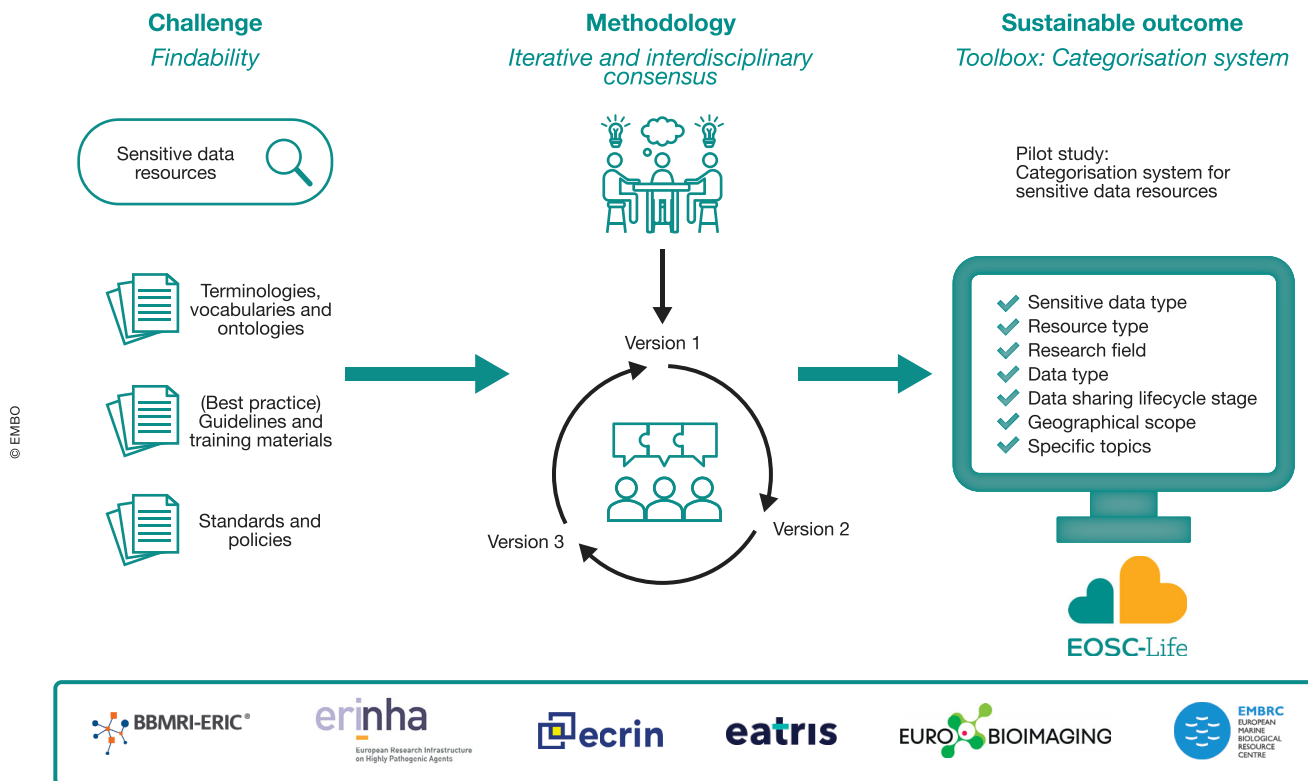 Challenge
Findability
Sensitive data
resources
Terminologies,
vocabularies and
ontologies
(Best practice)
Guidelines and
training materials
Standards and
policies
© EMBO
Methodology
Iterative and interdisciplinary
consensus
Version 1
Version 2
Version 3
Sustainable outcome
Toolbox: Categorisation system
Pilot study:
Categorisation system for
sensitive data resources
Sensitive data type
Resource type
Research field
Data type
Data sharing lifecycle stage
Geographical scope
Specific topics
EOSC-Life
BBMRI-ERIC®
erinha
European Research Infrastructure
on Highly Pathogenic Agents
ecrin
eatris
EURO BIOIMAGING
EMBRC
EUROPEAN
MARINE
BIOLOGICAL
RESOURCE
CENTRE